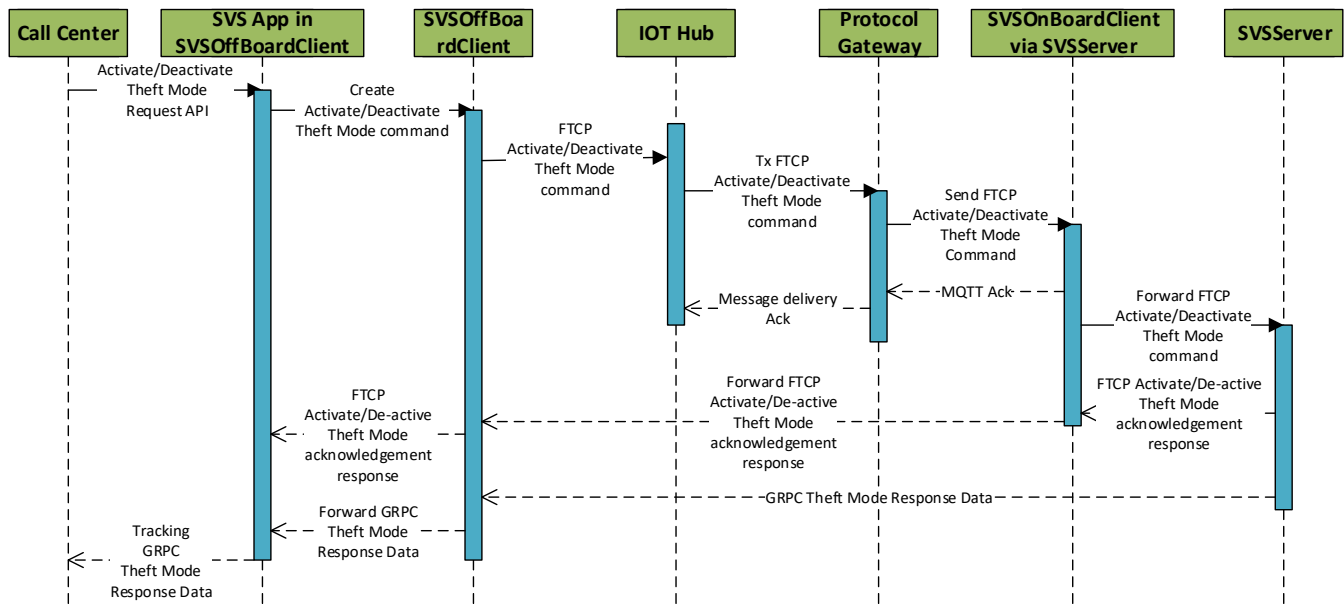 Call Center
SVS App in
SVSOffBoardClient
SVSOffBoa
rdClient
IOT Hub
Protocol
Gateway
SVSOnBoardClient
via SVSServer
SVSServer
Activate/Deactivate
Theft Mode
Request API
Create
Activate/Deactivate
Theft Mode command
FTCP
Activate/Deactivate
Theft Mode
command
Tx FTCP
Activate/Deactivate
Theft Mode
command
Send FTCP
Activate/Deactivate
Theft Mode
Command
MQTT Ack
Message delivery
Ack
Forward FTCP
Activate/Deactivate
Theft Mode
command
FTCP Activate/De-active
Theft Mode
acknowledgement
response
Forward FTCP
Activate/De-active
Theft Mode
acknowledgement
response
FTCP
Activate/De-active
Theft Mode
acknowledgement
response
GRPC Theft Mode Response Data
Forward GRPC
Theft Mode
Response Data
Tracking
GRPC
Theft Mode
Response Data